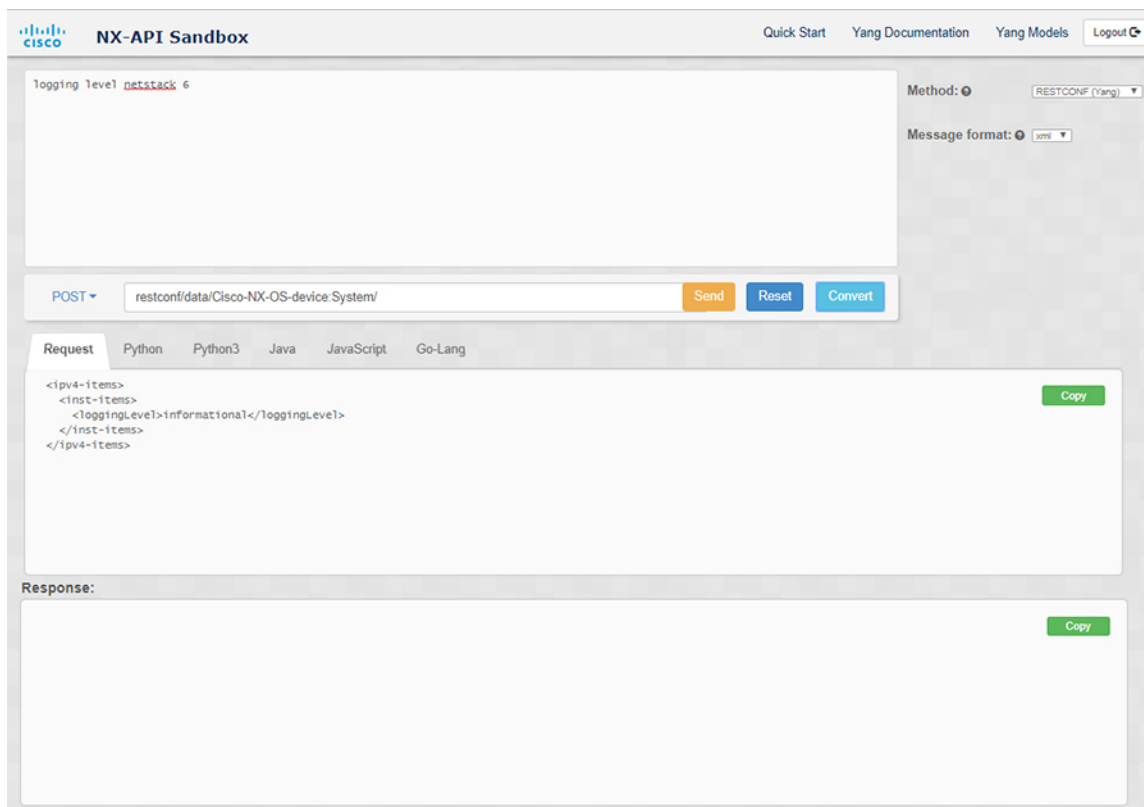 cisco
NX-API Sandbox
Quick Start
Yang Documentation
Yang Models
Logout
logging level netstack 6
Method:
RESTCONF (Yang)
Message format:
xml
POST
restconf/data/Cisco-NX-OS-device:System/
Send
Reset
Convert
Request
Python
Python3
Java
JavaScript
Go-Lang
<ipv4-items>
<inst-items>
<loggingLevel>informational</loggingLevel>
</inst-items>
</ipv4-items>
Copy
Response:
Copy